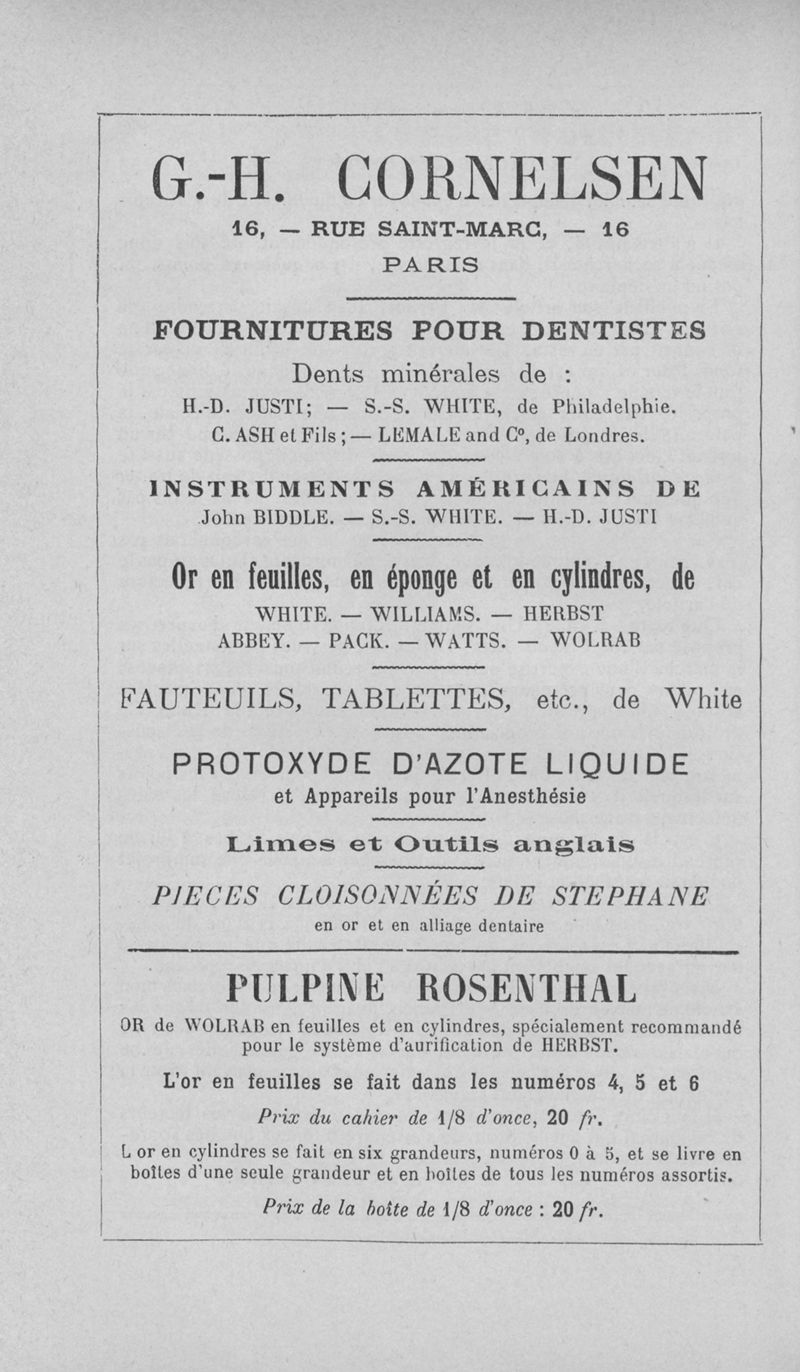 G.-H. CORNELSEN
16, — RUE SAINT-MARC, — 16
PARIS
FOURNITURES POUR DENTISTES
Dents minérales de :
H.-D. JUSTI; — S.-S. WHITE, de Philadelphie.
C. ASH et Fils ; — LEMALE and Cº, de Londres.
INSTRUMENTS AMÉRICAINS DE
John BIDDLE. — S.-S. WHITE. — H.-D. JUSTI
Or en feuilles, en éponge et en cylindres, de
WHITE. — WILLIAMS. — HERBST
ABBEY. — PACK. — WATTS. — WOLRAB
FAUTEUILS, TABLETTES, etc., de White
PROTOXYDE D'AZOTE LIQUIDE
et Appareils pour l'Anesthésie
Limes et Outils anglais
PIECES CLOISONNÉES DE STEPHANE
en or et en alliage dentaire
PULPINE ROSENTHAL
OR de WOLRAB en feuilles et en cylindres, spécialement recommandé
pour le système d'aurification de HERBST.
L'or en feuilles se fait dans les numéros 4, 5 et 6
Prix du cahier de 1/8 d'once, 20 fr.
L or en cylindres se fait en six grandeurs, numéros 0 à 5, et se livre en
boîtes d'une seule grandeur et en boîtes de tous les numéros assortis.
Prix de la boîte de 1/8 d'once : 20 fr.